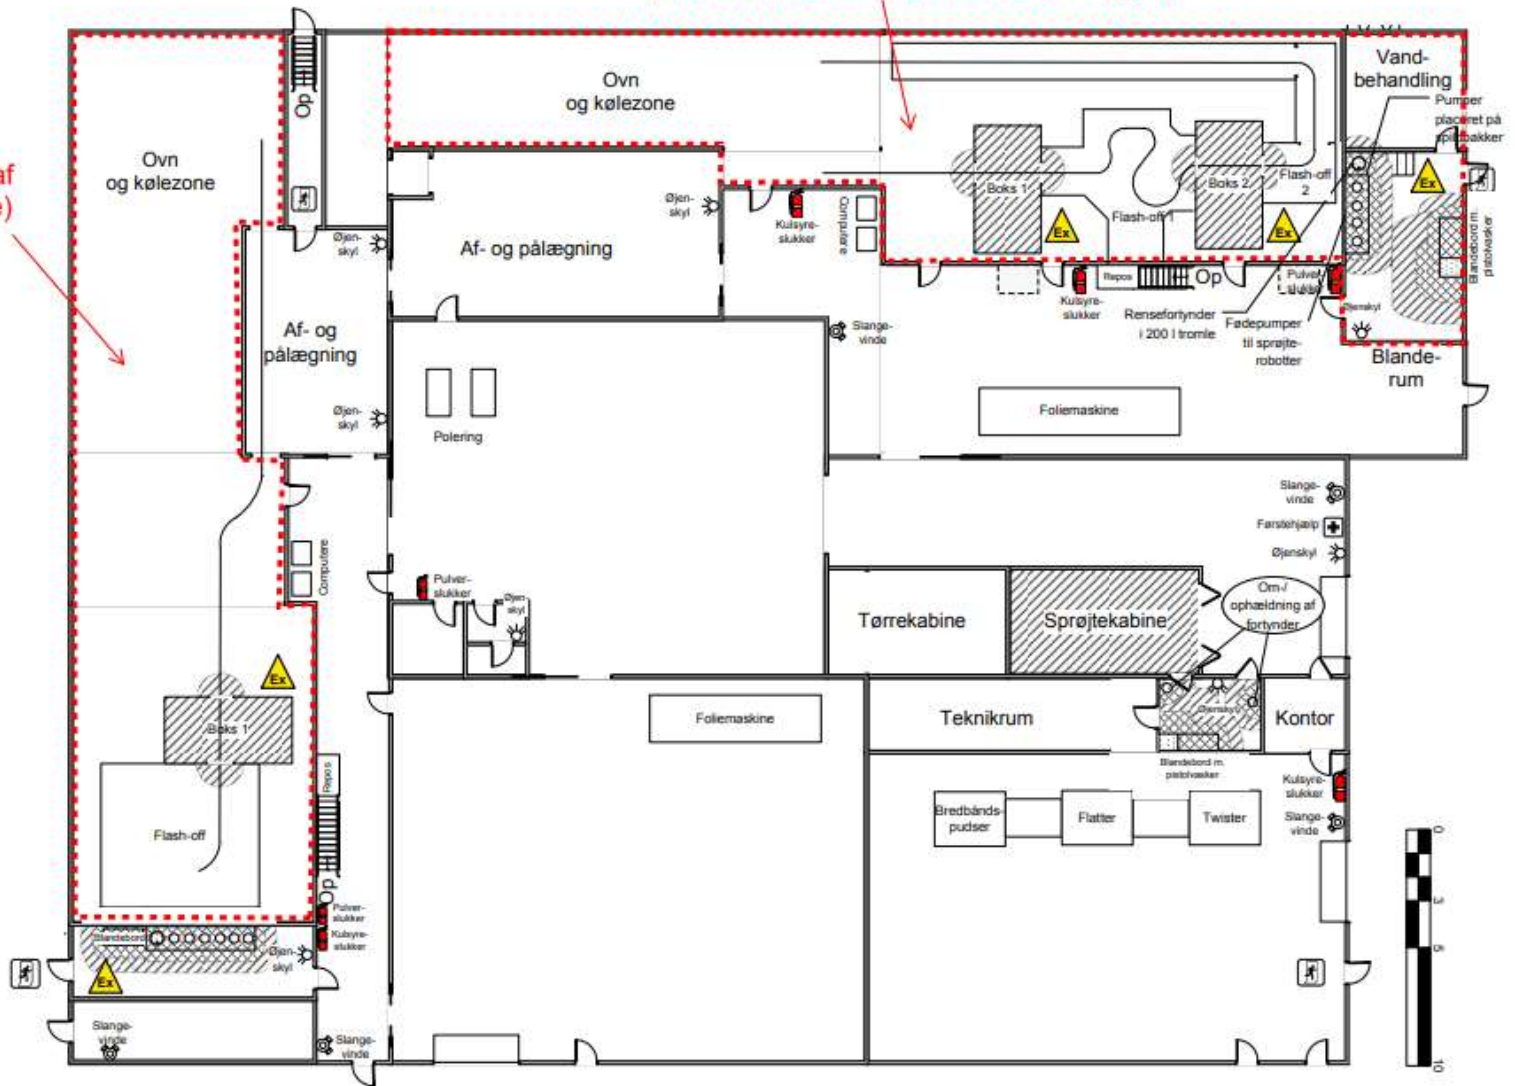 af
e)
Ovn
og kølezone
Op
Ovn
og kølezone
Vand-
behandling
Pumper
placeret på
spildbakker
Ex
Øjen-
skyl
Af- og pålægning
Øjen-
skyl
Kulsyre-
slukker
Computere
Boks 1
Ex
Flash-off 1
Boks 2
Flash-off
2
Ex
Blandebord m.
pistolvasker
Af- og
pålægning
Øjen-
skyl
Slange-
vinde
Kulsyre-
slukker
Repos
Op
Pulver-
slukker
Rensefortynder
i 200 l tromle
Fødepumper
til sprøjte-
robotter
Øjenskyl
Blande-
rum
Polering
Foliemaskine
Computere
Slange-
vinde
Førstehjælp
Øjenskyl
Pulver-
slukker
Øjen
skyl
Tørrekabine
Sprøjtekabine
Om-/
ophældning af
fortynder
Ex
Boks 1
Flash-off
Repos
Op
Foliemaskine
Teknikrum
Øjenskyl
Kontor
Blandebord m.
pistolvasker
Kulsyre-
slukker
Slange-
vinde
Bredbånds-
pudser
Flatter
Twister
Pulver-
slukker
Kulsyre-
slukker
Blandebord
Øjen-
skyl
Ex
Slange-
vinde
Slange-
vinde
0
3
5
10